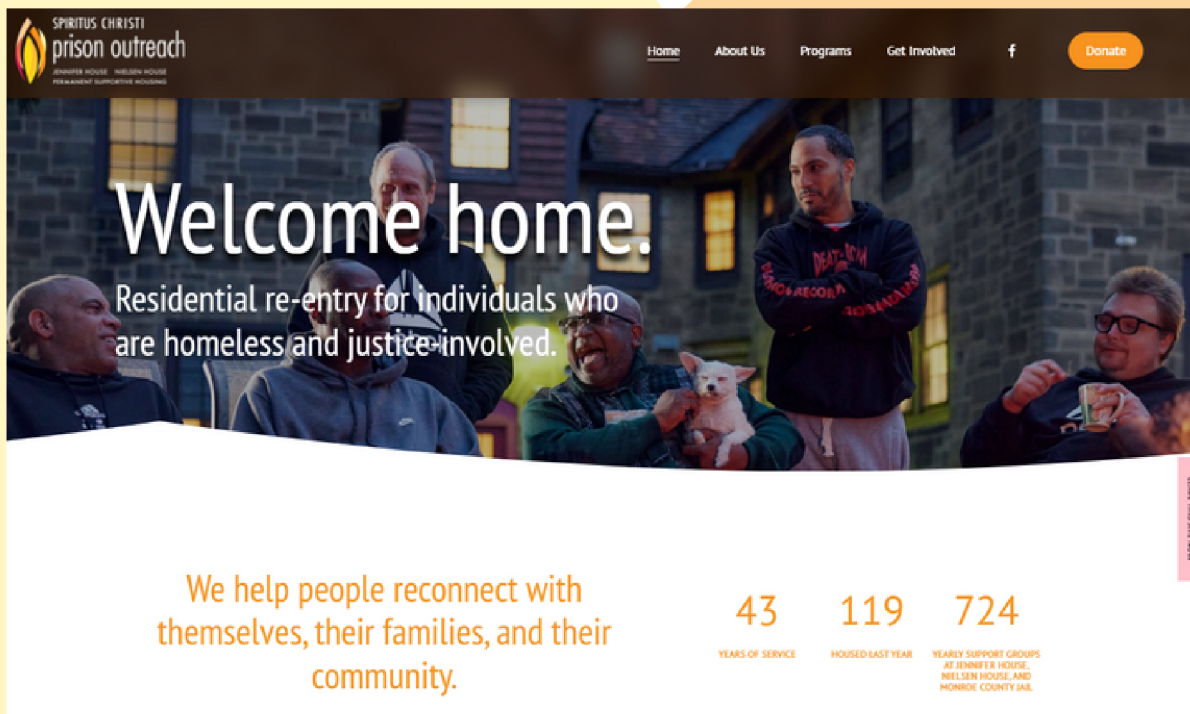 SPIRITUS CHRISTI
prison outreach
JENNIFER HOUSE NIELSEN HOUSE
PERMANENT SUPPORTIVE HOUSING
Home
About Us
Programs
Get Involved
f
Donate
Welcome home.
Residential re-entry for individuals who
are homeless and justice-involved.
DEATH ROW
We help people reconnect with
themselves, their families, and their
community.
43
YEARS OF SERVICE
119
HOUSED LAST YEAR
724
YEARLY SUPPORT GROUPS
AT JENNIFER HOUSE,
NIELSEN HOUSE, AND
MONROE COUNTY JAIL